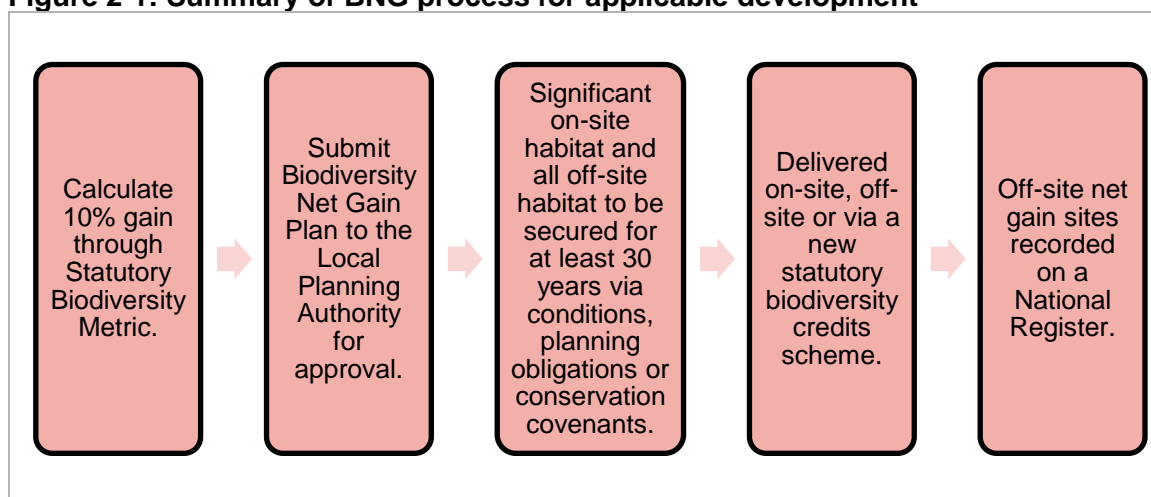 Figure 2-1: Summary of BNG process for applicable development
Calculate
10% gain
through
Statutory
Biodiversity
Metric.
Submit
Biodiversity
Net Gain
Plan to the
Local
Planning
Authority
for
approval.
Significant
on-site
habitat and
all off-site
habitat to be
secured for
at least 30
years via
conditions,
planning
obligations or
conservation
covenants.
Delivered
on-site, off-
site or via a
new
statutory
biodiversity
credits
scheme.
Off-site net
gain sites
recorded
on a
National
Register.